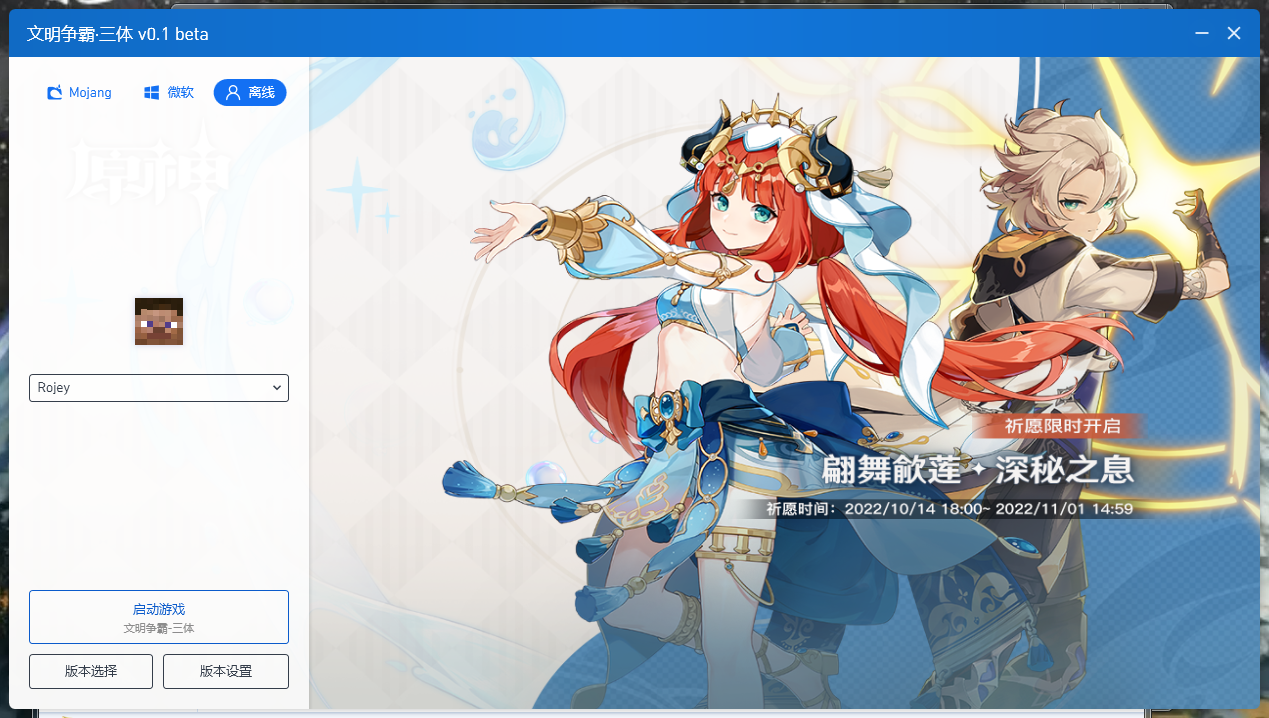 文明争霸·三体 v0.1 beta
Mojang
微软
离线
原神
Rojey
启动游戏
文明争霸-三体
版本选择
版本设置
祈愿限时开启
翩舞歈莲✦深秘之息
祈愿时间：2022/10/14 18:00~ 2022/11/01 14:59